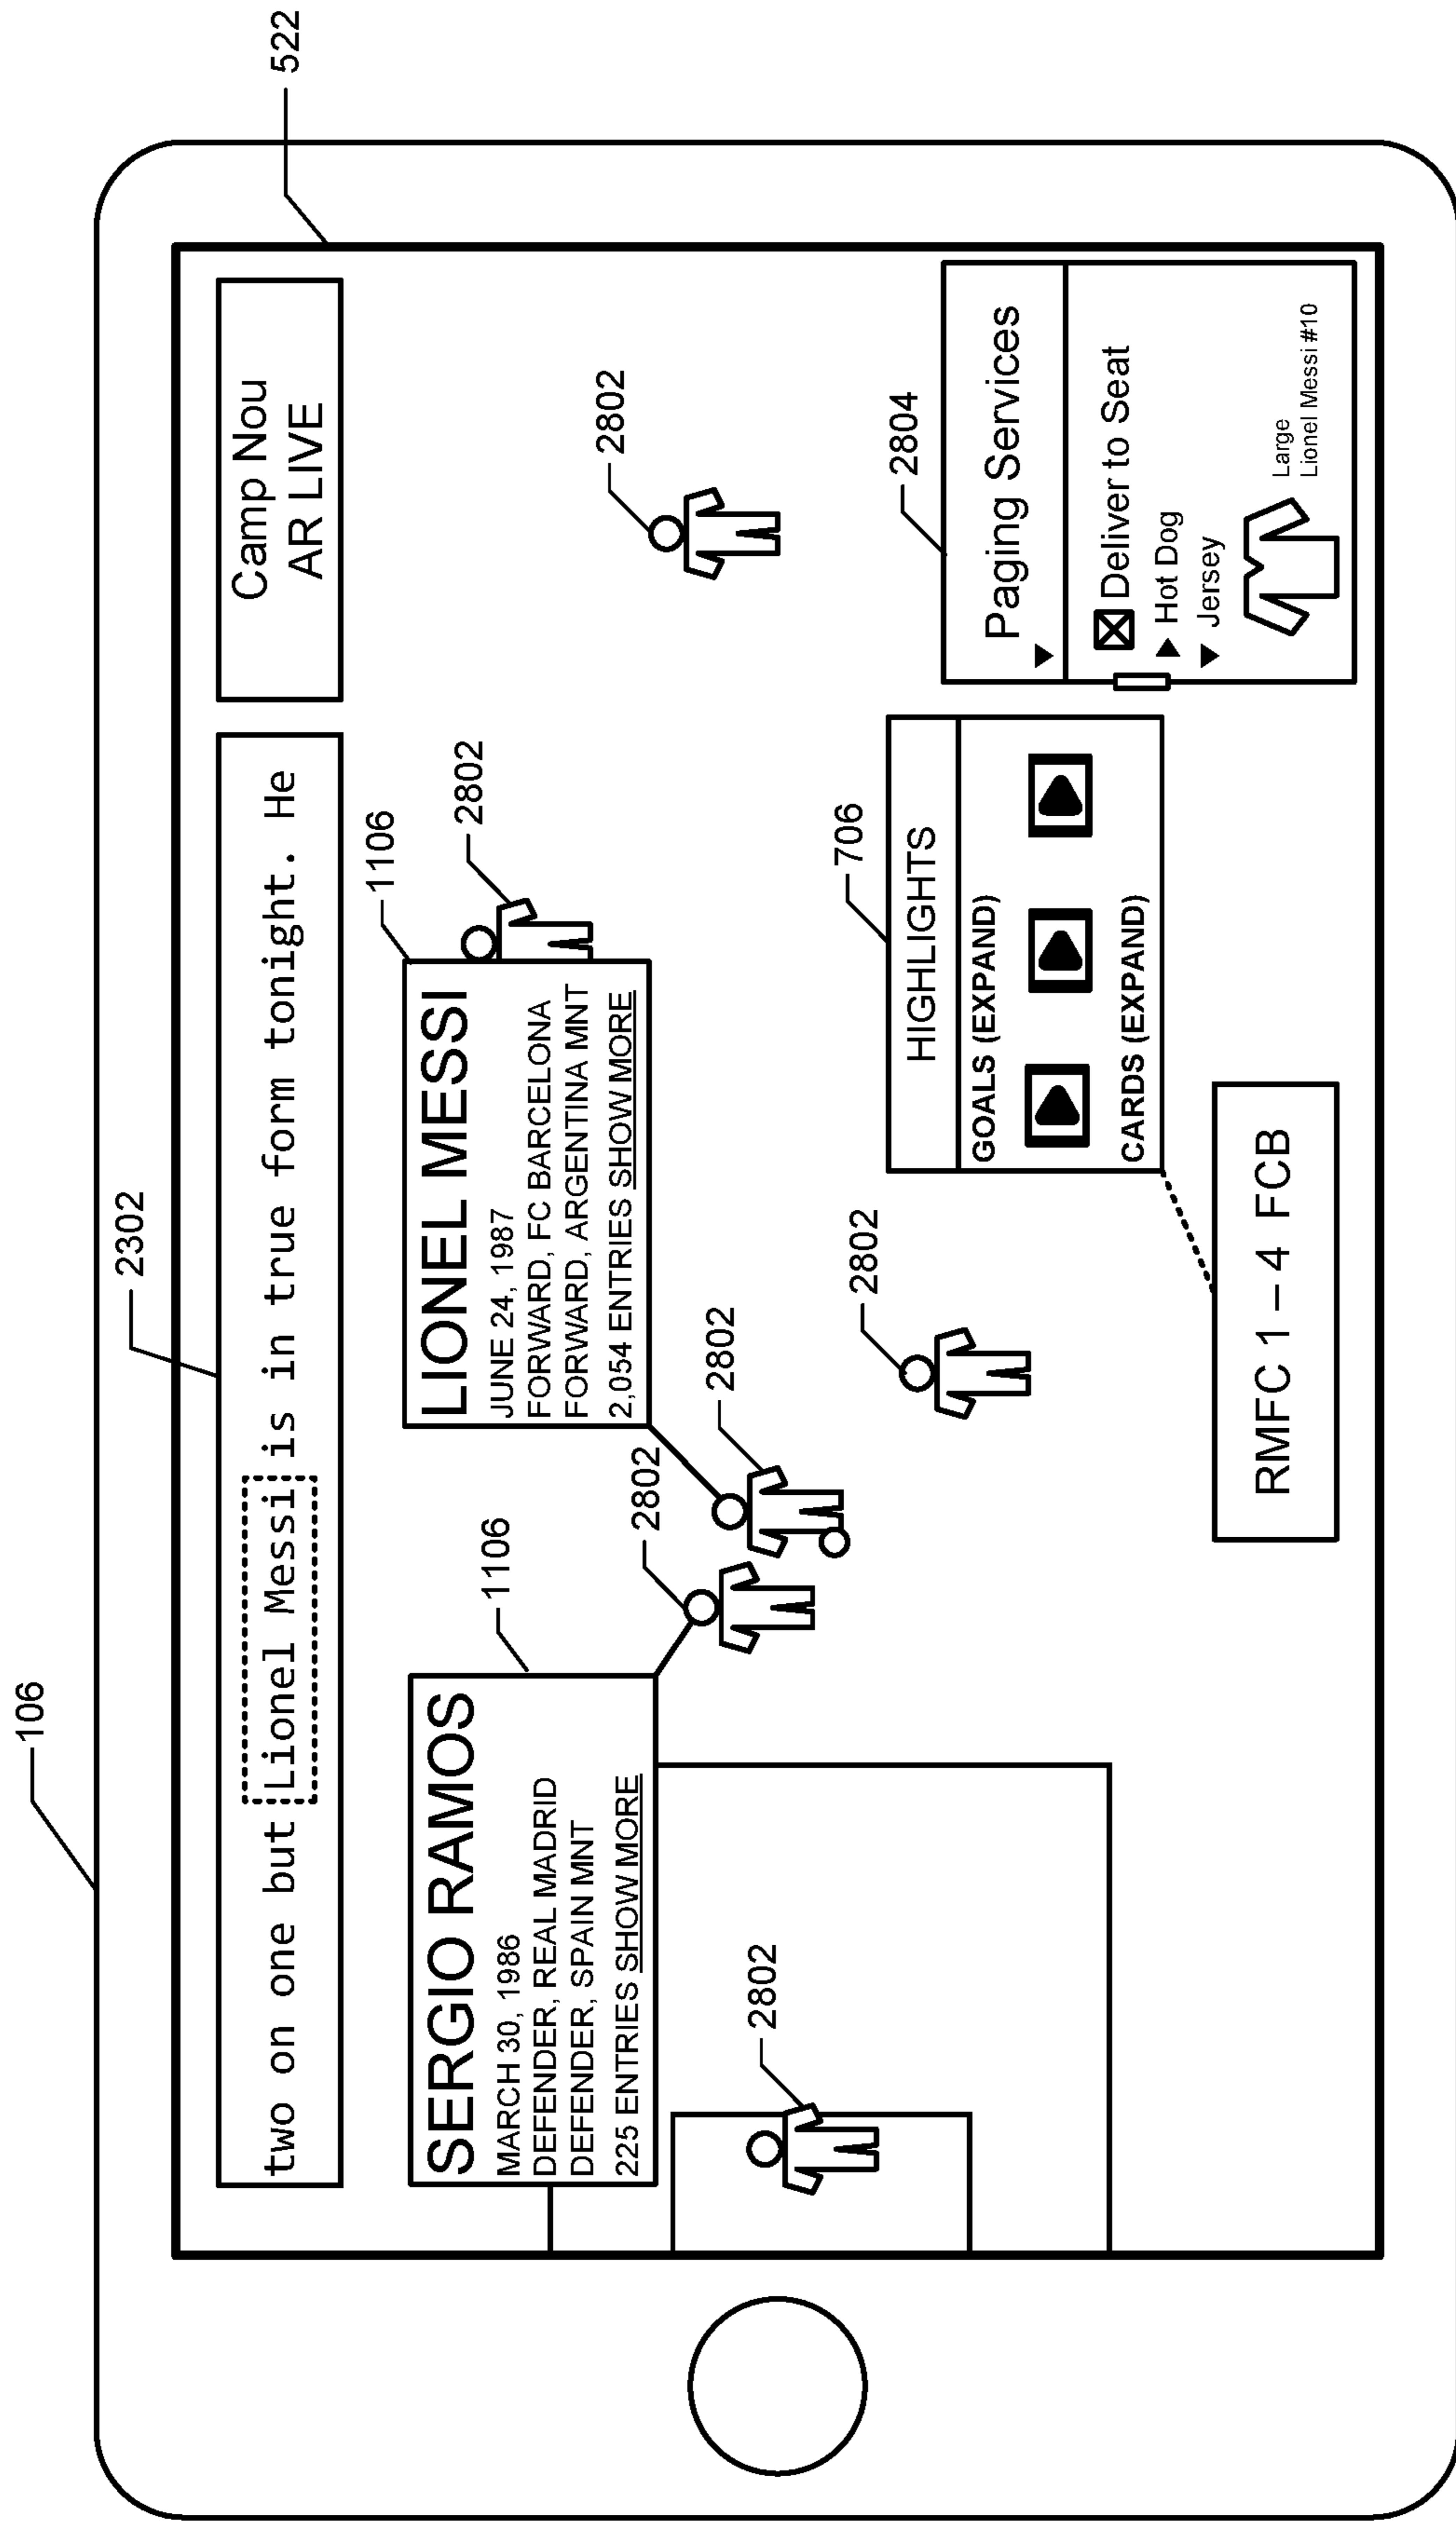 106
2302
522
two on one but Lionel Messi is in true form tonight. He
Camp Nou
AR LIVE
1106
SERGIO RAMOS
MARCH 30, 1986
DEFENDER, REAL MADRID
DEFENDER, SPAIN MNT
225 ENTRIES SHOW MORE
1106
LIONEL MESSI
JUNE 24, 1987
FORWARD, FC BARCELONA
FORWARD, ARGENTINA MNT
2,054 ENTRIES SHOW MORE
2802
2802
2802
2802
2802
2802
706
HIGHLIGHTS
GOALS (EXPAND)
CARDS (EXPAND)
2804
Paging Services
Deliver to Seat
Hot Dog
Jersey
Large
Lionel Messi #10
RMFC 1 – 4 FCB